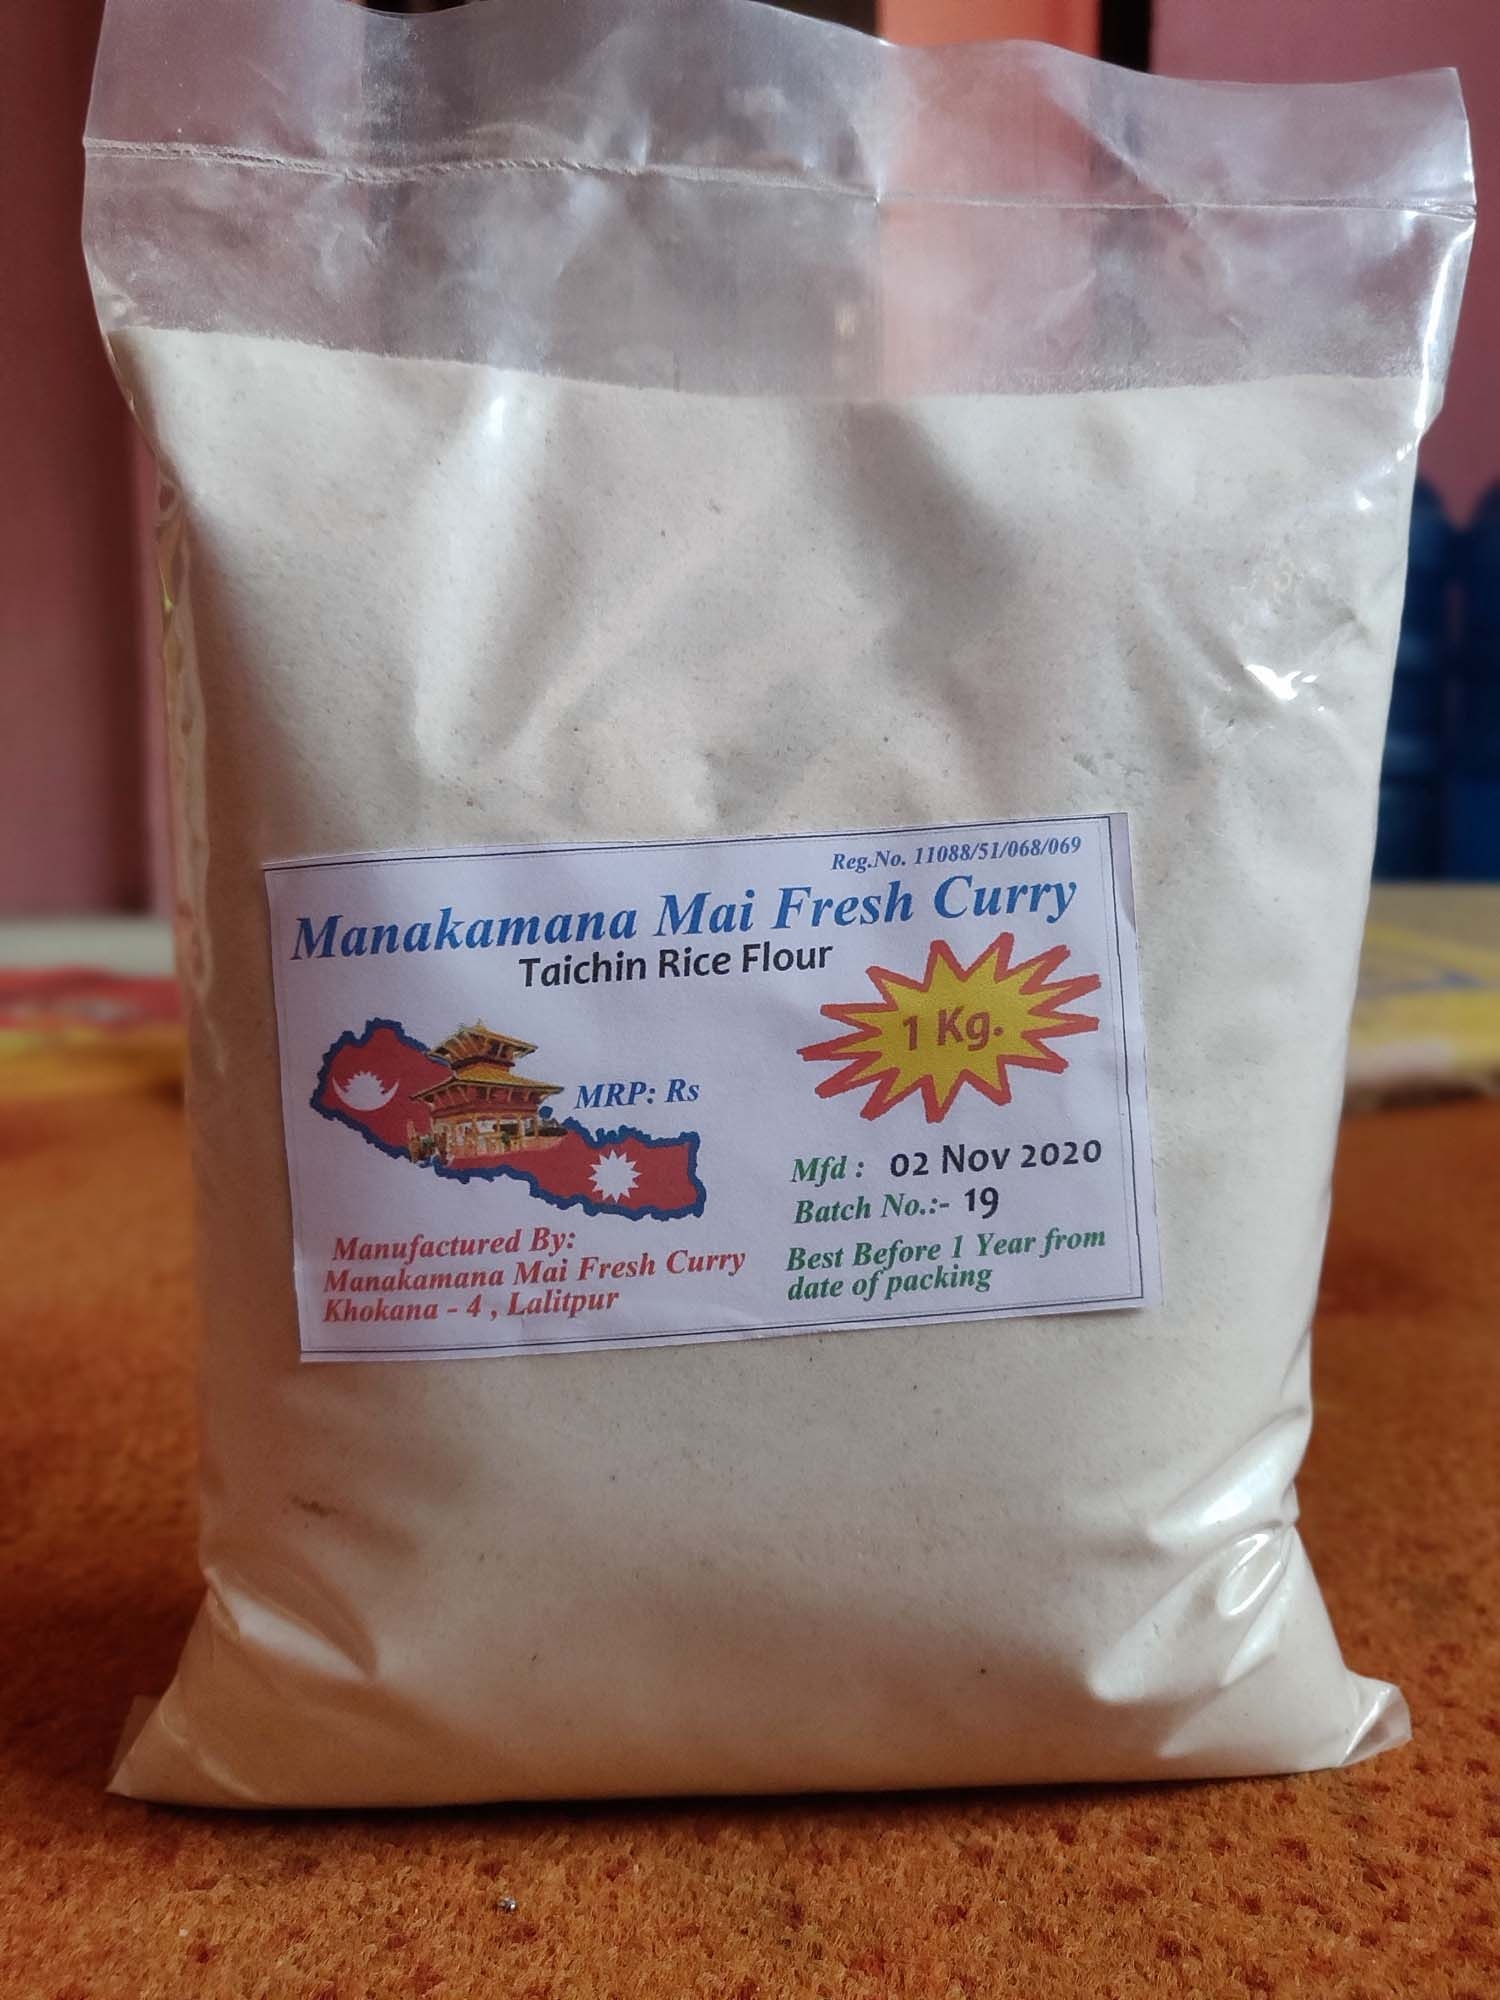 Reg.No. 11088/51/068/069
Manakamana Mai Fresh Curry
Taichin Rice Flour
1 Kg.
MRP: Rs
Mfd : 02 Nov 2020
Batch No.:- 19
Best Before 1 Year from
date of packing
Manufactured By:
Manakamana Mai Fresh Curry
Khokana - 4 , Lalitpur